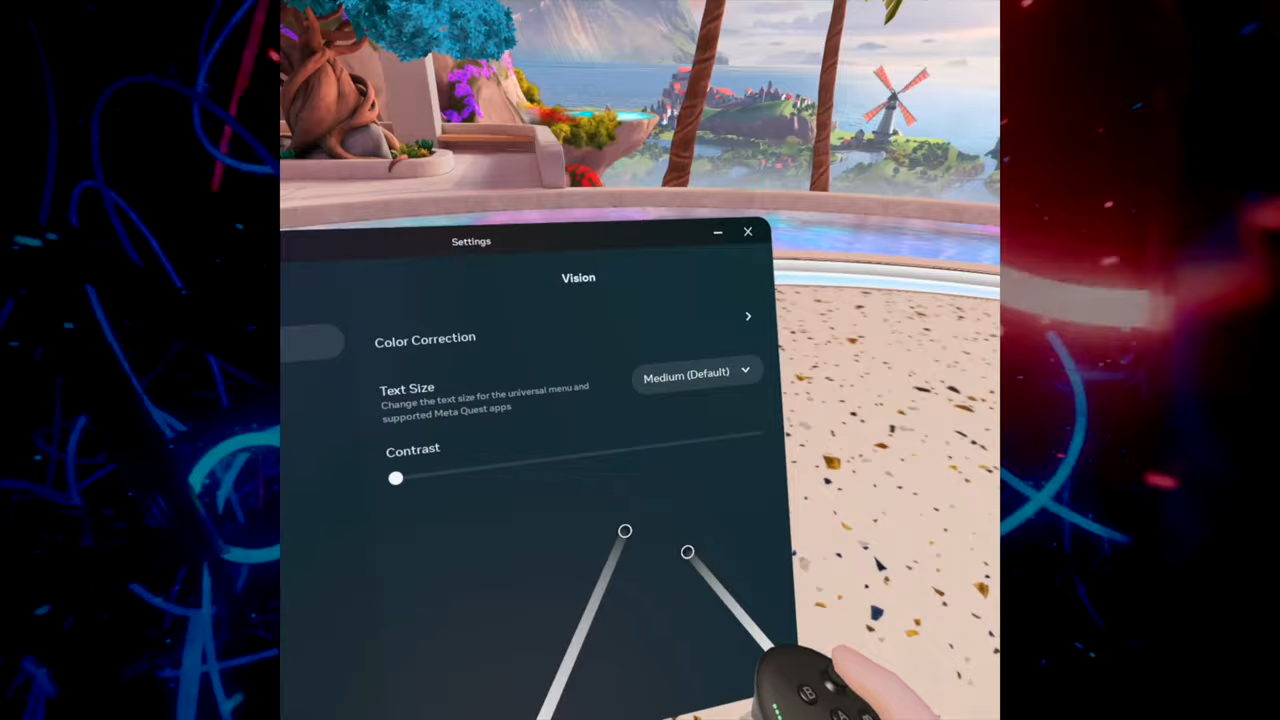 Settings
Vision
Color Correction
Text Size
Medium (Default)
Change the text size for the universal menu and
supported Meta Quest apps
Contrast
B
A